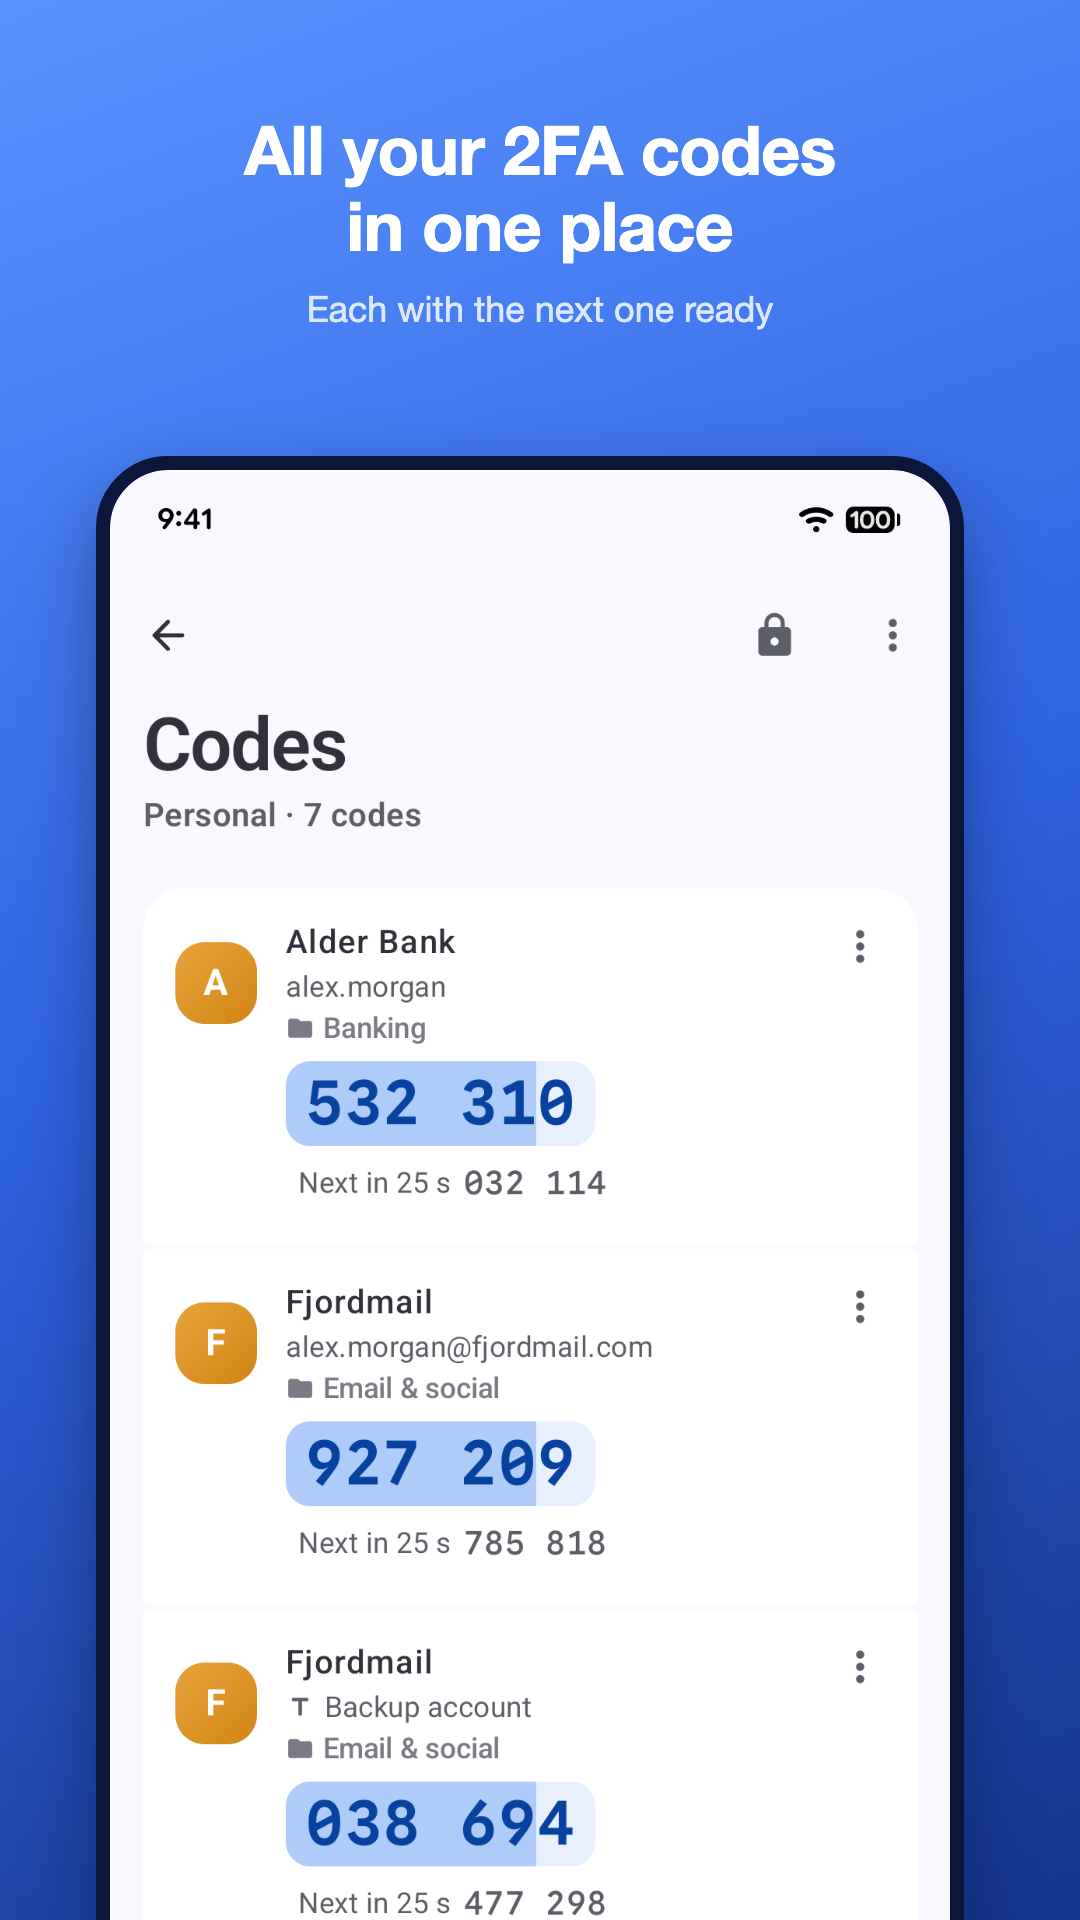 All your 2FA codes
in one place
Each with the next one ready
9:41
100
Codes
Personal · 7 codes
A
Alder Bank
alex.morgan
Banking
532 310
Next in 25 s 032 114
F
Fjordmail
alex.morgan@fjordmail.com
Email & social
927 209
Next in 25 s 785 818
F
Fjordmail
T Backup account
Email & social
038 694
Next in 25 s 477 298